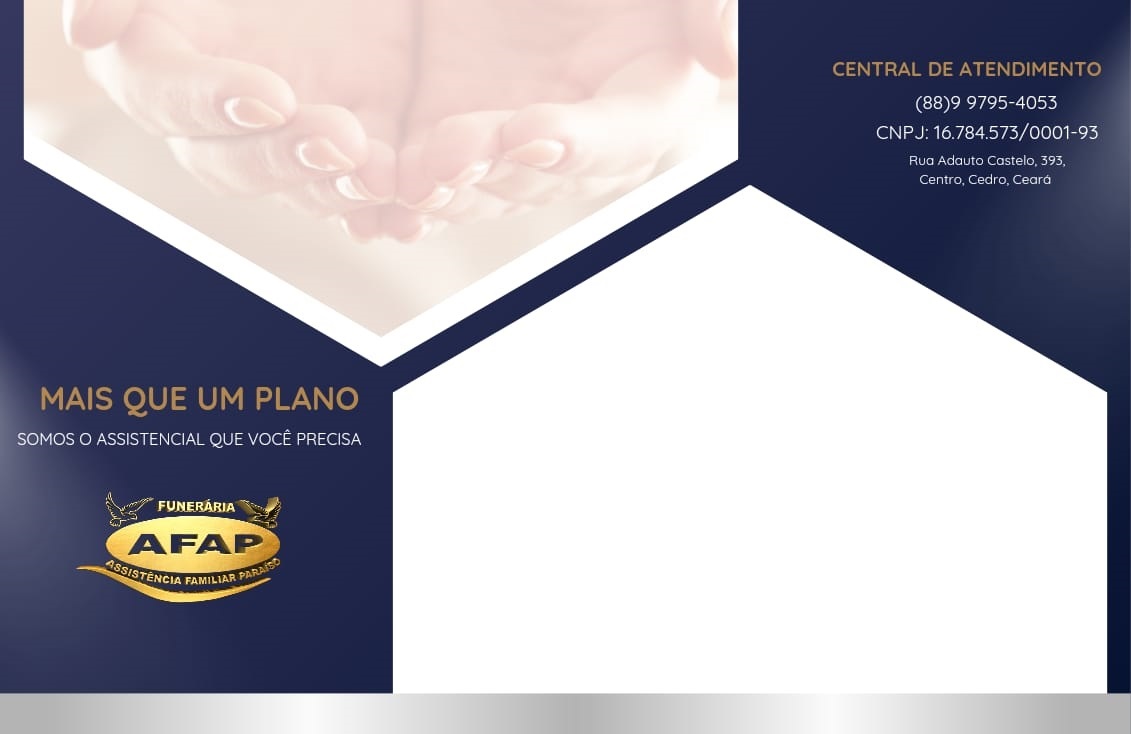 CENTRAL DE ATENDIMENTO
(88)9 9795-4053
CNPJ: 16.784.573/0001-93
Rua Adauto Castelo, 393,
Centro, Cedro, Ceará
MAIS QUE UM PLANO
SOMOS O ASSISTENCIAL QUE VOCÊ PRECISA
FUNERÁRIA
AFAP
ASSISTÊNCIA FAMILIAR PARAÍSO